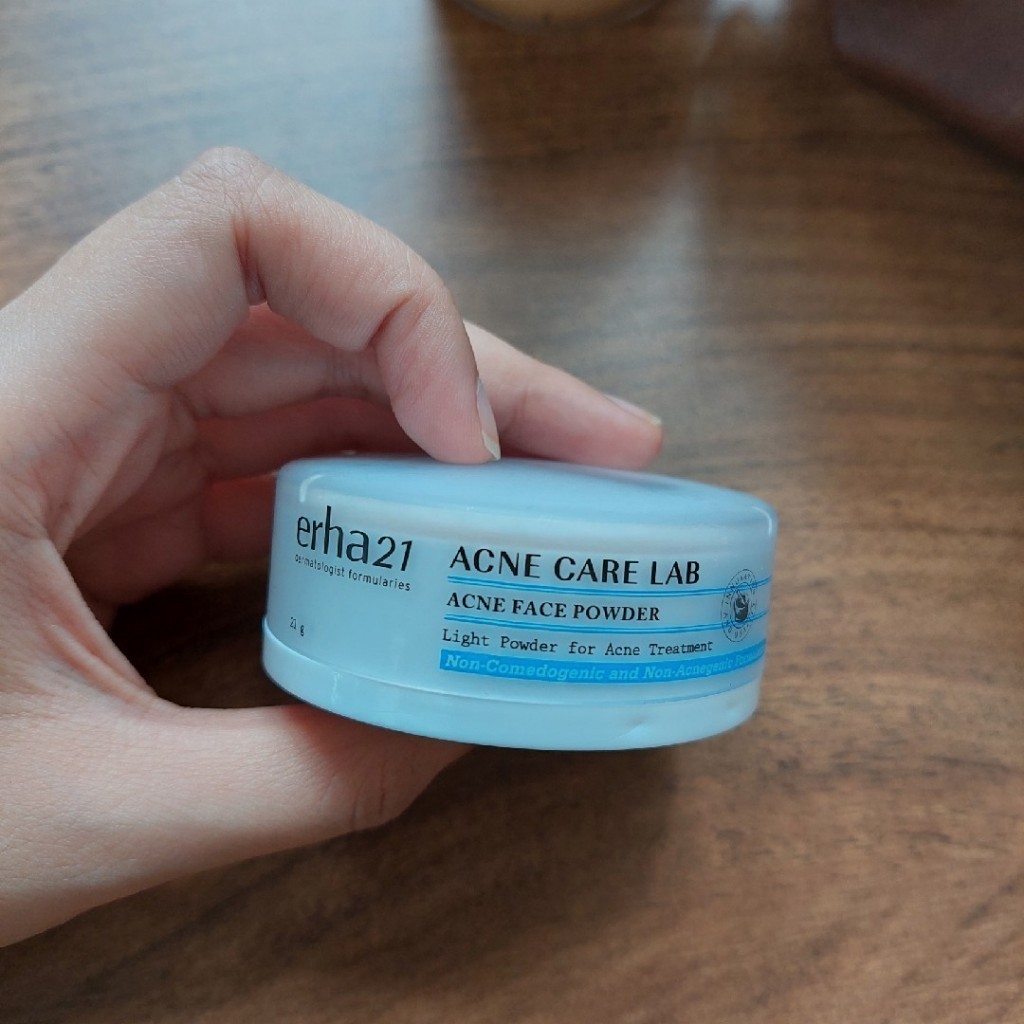 erha21
dermatologist formularies
21 g
ACNE CARE LAB
ACNE FACE POWDER
Light Powder for Acne Treatment
Non-Comedogenic and Non-Acnegenic